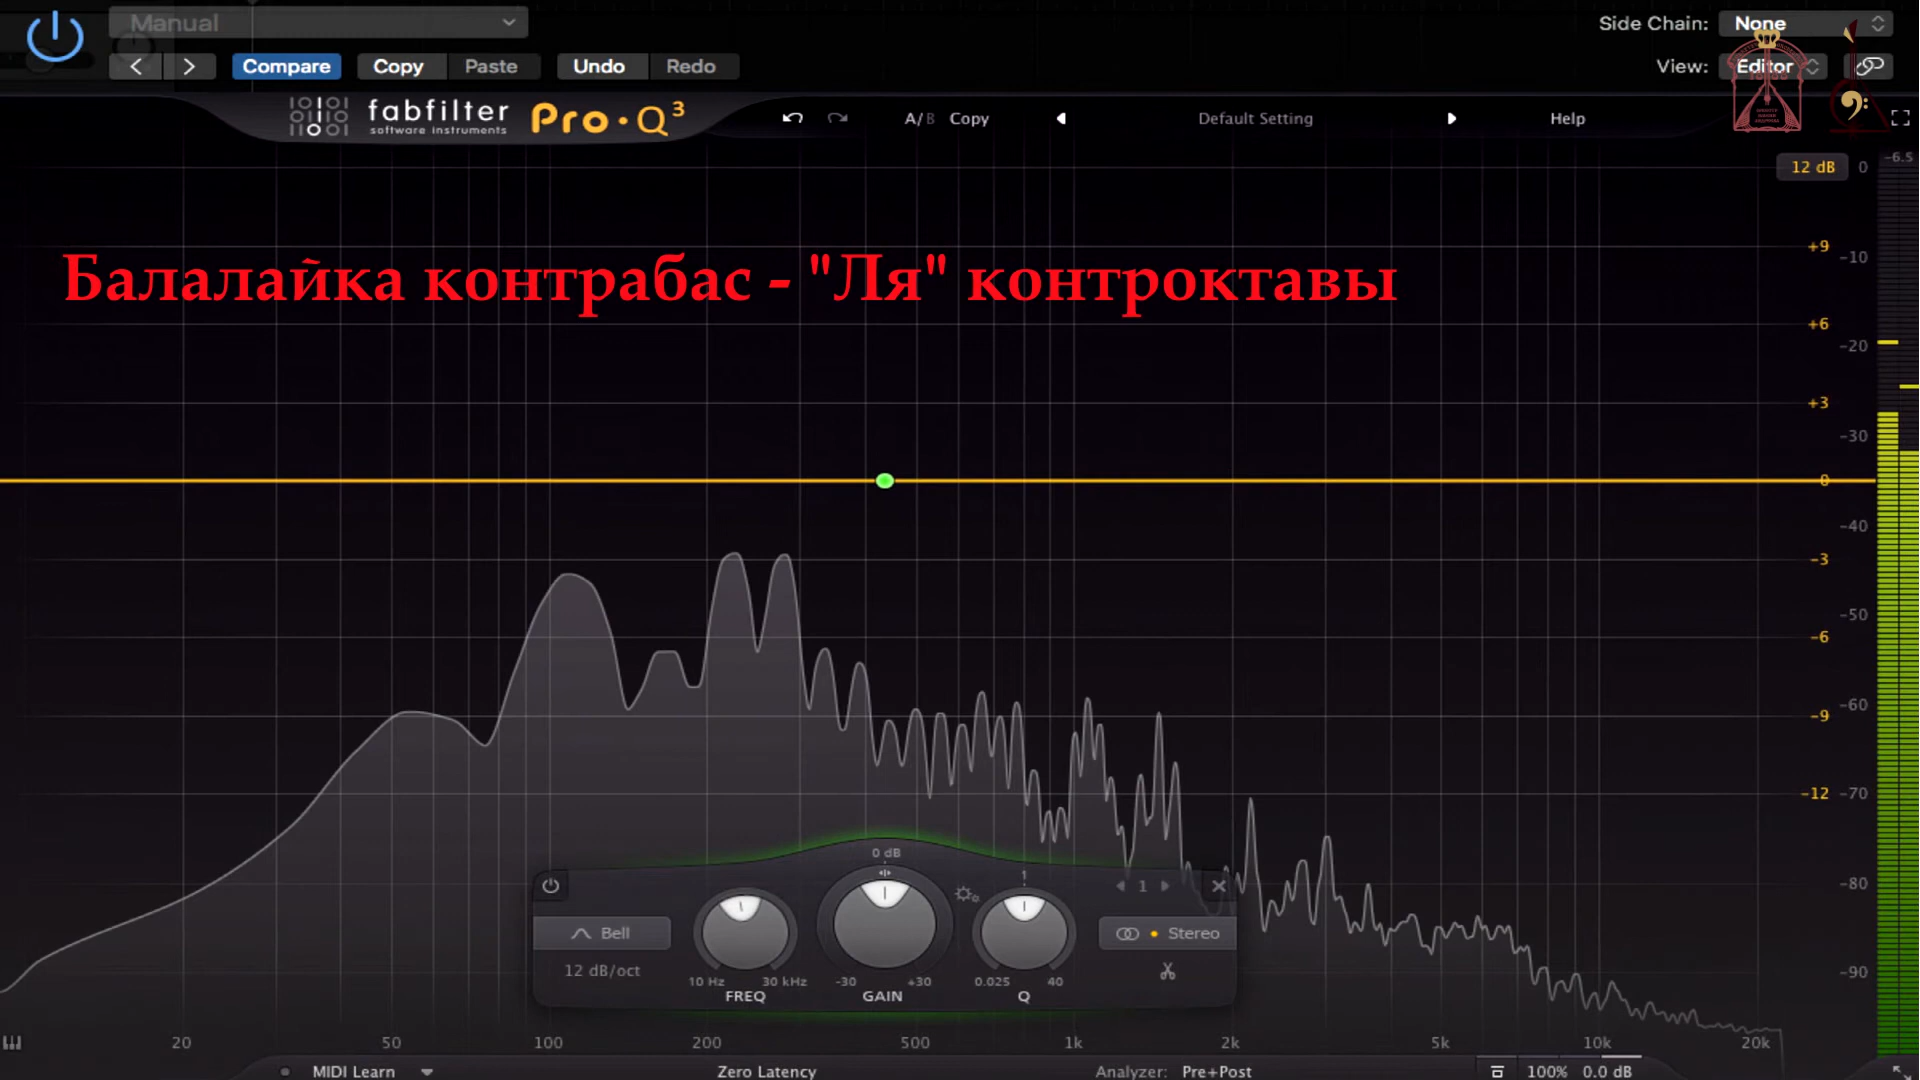 Manual
Side Chain: None
Compare Copy Paste Undo Redo
View: Editor
fabfilter
software instruments
Pro·Q3
A/B Copy
Default Setting
Help
12 dB 0 -6.5
+9 -10
Балалайка контрабас - "Ля" контроктавы
+6 -20
+3 -30
0 -40
-3 -50
-6 -60
-9
-12 -70
-80
-90
0 dB
1
1
Bell
Stereo
12 dB/oct
10 Hz 30 kHz
-30 +30
0.025 40
FREQ GAIN Q
20 50 100 200 500 1k 2k 5k 10k 20k
MIDI Learn
Zero Latency
Analyzer: Pre+Post
100% 0.0 dB